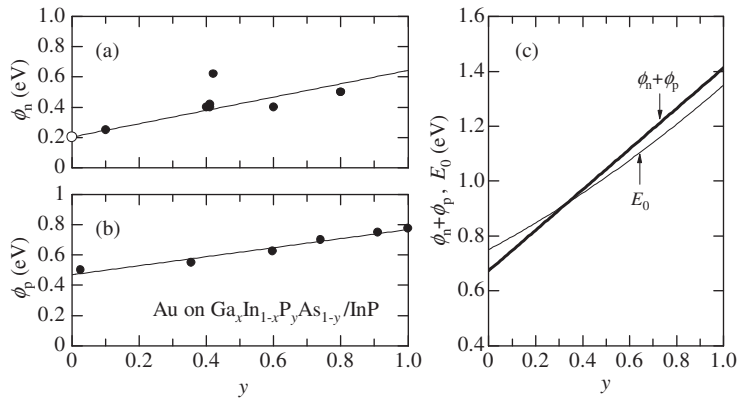 1.0
0.8
0.6
0.4
0.2
0
ϕn (eV)
(a)
1
0.8
0.6
0.4
0.2
0
ϕp (eV)
(b)
Au on GaxIn1-xPyAs1-y/InP
0 0.2 0.4 0.6 0.8 1.0
y
1.6
1.4
1.2
1.0
0.8
0.6
0.4
ϕn+ϕp , E0 (eV)
(c)
ϕn+ϕp
E0
0 0.2 0.4 0.6 0.8 1.0
y